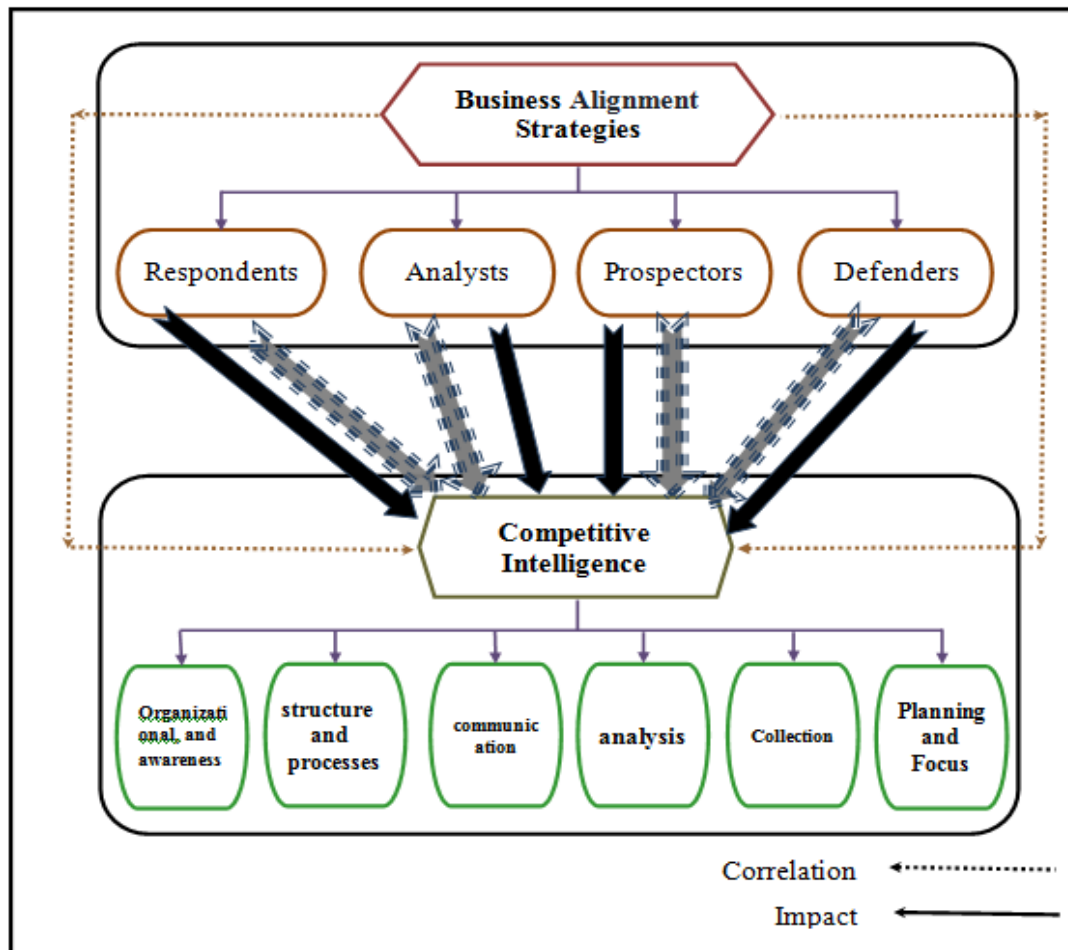 Business Alignment
Strategies
Respondents
Analysts
Prospectors
Defenders
Competitive
Intelligence
Organizati
onal, and
awareness
structure
and
processes
communic
ation
analysis
Collection
Planning
and
Focus
Correlation
Impact